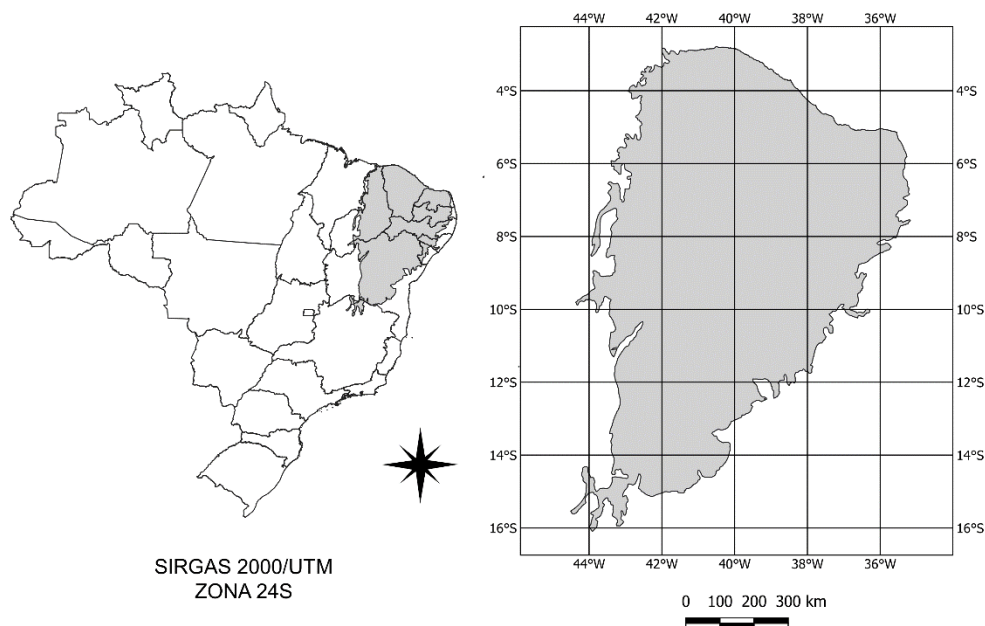 44°W 42°W 40°W 38°W 36°W
4°S 4°S
6°S 6°S
8°S 8°S
10°S 10°S
12°S 12°S
14°S 14°S
16°S 16°S
44°W 42°W 40°W 38°W 36°W
SIRGAS 2000/UTM
ZONA 24S
0 100 200 300 km